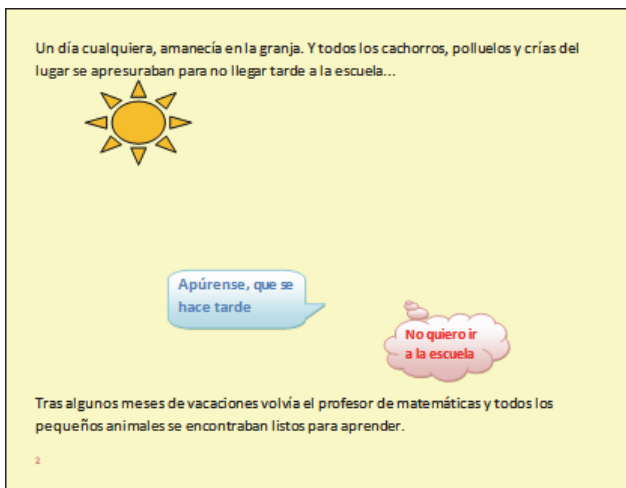 Un día cualquiera, amanecía en la granja. Y todos los cachorros, polluelos y crías del
lugar se apresuraban para no llegar tarde a la escuela...
Apúrense, que se
hace tarde
No quiero ir
a la escuela
Tras algunos meses de vacaciones volvía el profesor de matemáticas y todos los
pequeños animales se encontraban listos para aprender.
2